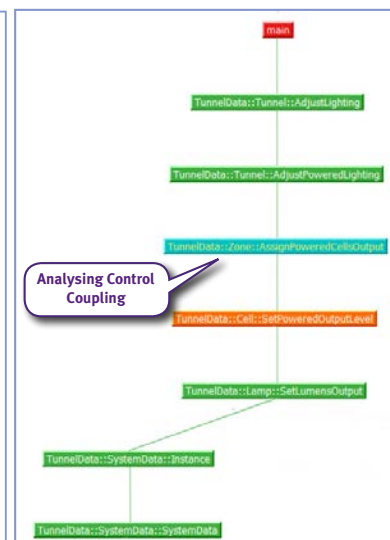 main
TunnelData::Tunnel::AdjustLighting
TunnelData::Tunnel::AdjustPoweredLighting
TunnelData::Zone::AssignPoweredCellsOutput
Analysing Control
Coupling
TunnelData::Cell::SetPoweredOutputLevel
TunnelData::Lamp::SetLumensOutput
TunnelData::SystemData::Instance
TunnelData::SystemData::SystemData